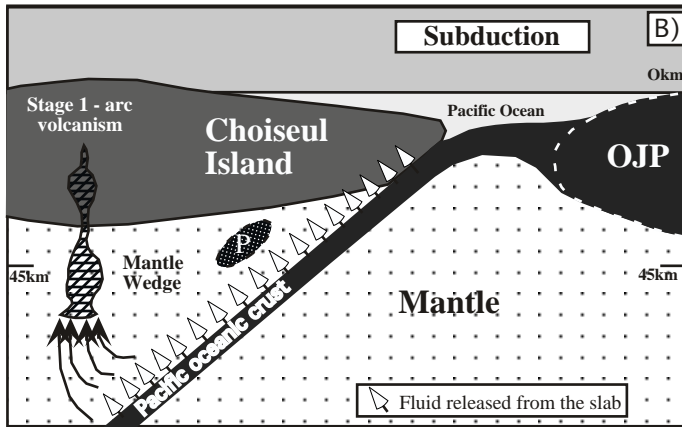 Subduction
B)
Okm
Stage 1 - arc
volcanism
Pacific Ocean
Choiseul
Island
OJP
P
45km
Mantle
Wedge
45km
Mantle
Pacific oceanic crust
Fluid released from the slab